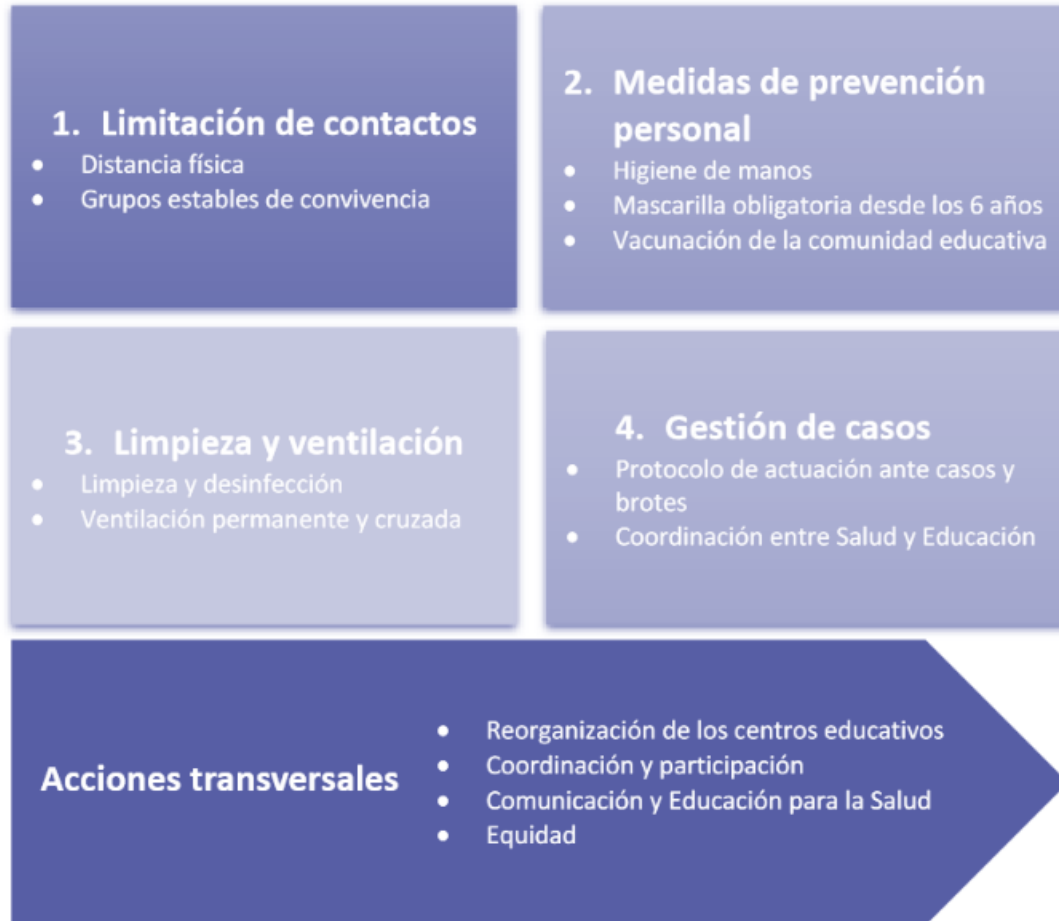 1. Limitación de contactos
• Distancia física
• Grupos estables de convivencia
2. Medidas de prevención
personal
• Higiene de manos
• Mascarilla obligatoria desde los 6 años
• Vacunación de la comunidad educativa
3. Limpieza y ventilación
• Limpieza y desinfección
• Ventilación permanente y cruzada
4. Gestión de casos
• Protocolo de actuación ante casos y
brotes
• Coordinación entre Salud y Educación
Acciones transversales
• Reorganización de los centros educativos
• Coordinación y participación
• Comunicación y Educación para la Salud
• Equidad